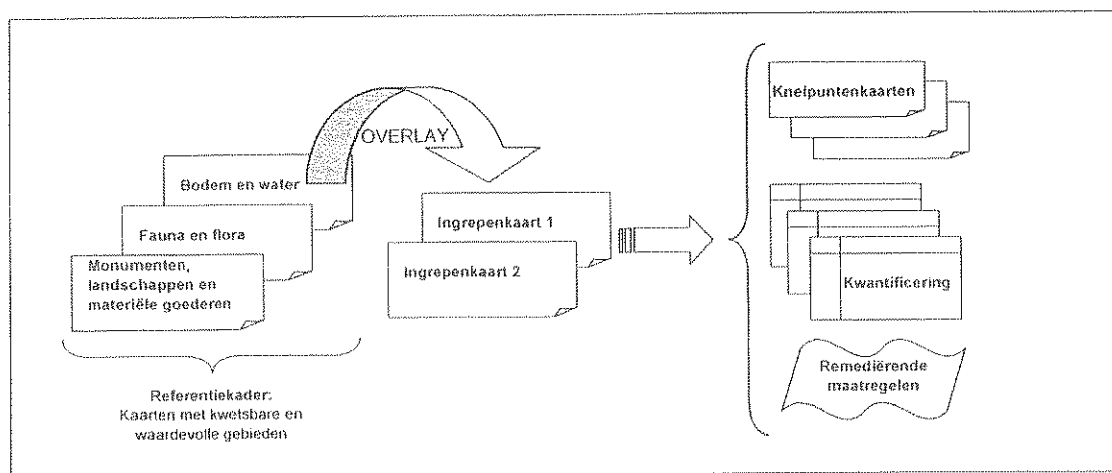 OVERLAY
Bodem en water
Fauna en flora
Monumenten,
landschappen en
materiële goederen
Referentiekader:
Kaarten met kwetsbare en
waardevolle gebieden
Ingrepenkaart 1
Ingrepenkaart 2
Knelpuntenkaarten
Kwantificering
Remediërende
maatregelen